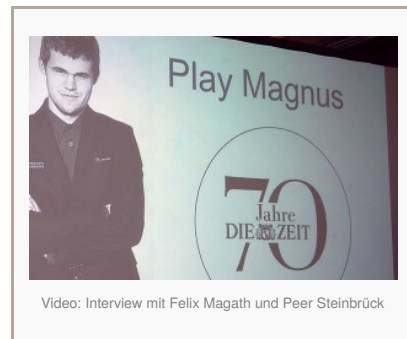 Play Magnus
70
Jahre
DIE ZEIT
Video: Interview mit Felix Magath und Peer Steinbrück